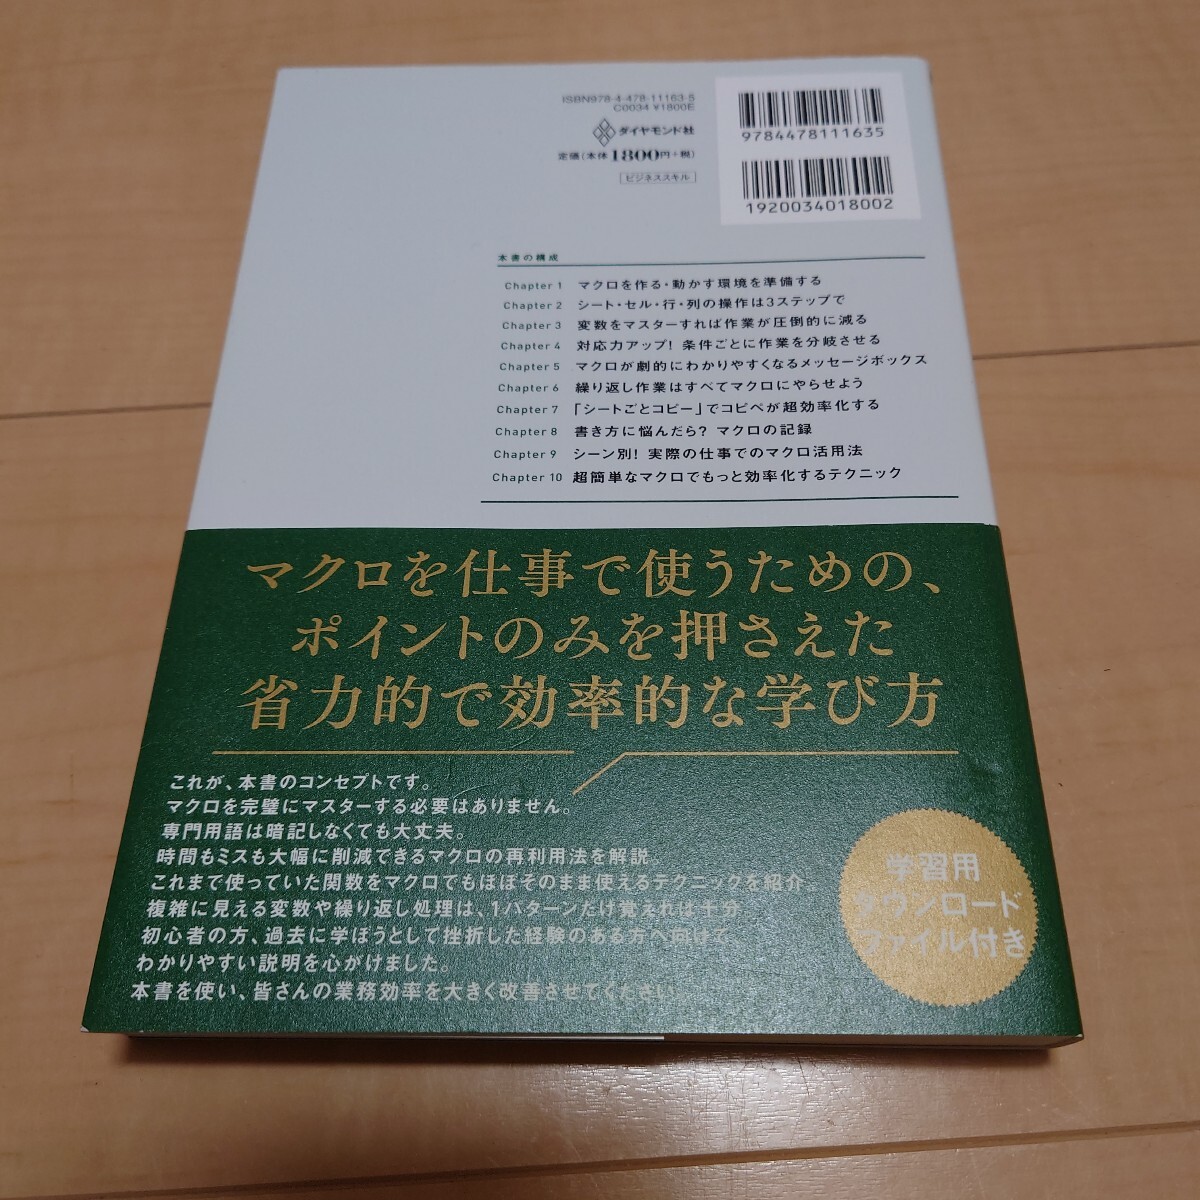 ISBN978-4-478-11163-5
C0034 ¥1800E
ダイヤモンド社
定価(本体1800円+税)
ビジネススキル
9784478111635
1920034018002
本書の構成
Chapter 1 マクロを作る・動かす環境を準備する
Chapter 2 シート・セル・行・列の操作は3ステップで
Chapter 3 変数をマスターすれば作業が圧倒的に減る
Chapter 4 対応力アップ! 条件ごとに作業を分岐させる
Chapter 5 マクロが劇的にわかりやすくなるメッセージボックス
Chapter 6 繰り返し作業はすべてマクロにやらせよう
Chapter 7 「シートごとコピー」でコピペが超効率化する
Chapter 8 書き方に悩んだら? マクロの記録
Chapter 9 シーン別! 実際の仕事でのマクロ活用法
Chapter 10 超簡単なマクロでもっと効率化するテクニック
マクロを仕事で使うための、
ポイントのみを押さえた
省力的で効率的な学び方
これが、本書のコンセプトです。
マクロを完璧にマスターする必要はありません。
専門用語は暗記しなくても大丈夫。
時間もミスも大幅に削減できるマクロの再利用法を解説。
これまで使っていた関数をマクロでもほぼそのまま使えるテクニックを紹介。
複雑に見える変数や繰り返し処理は、1パターンだけ覚えれば十分。
初心者の方、過去に学ぼうとして挫折した経験のある方へ向けて、
わかりやすい説明を心がけました。
本書を使い、皆さんの業務効率を大きく改善させてください。
学習用
ダウンロード
ファイル付き